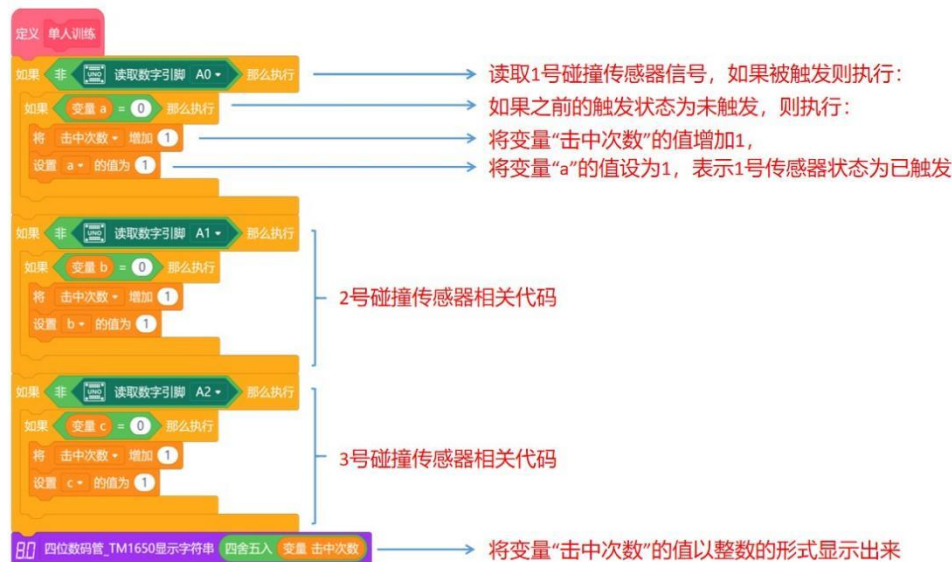 定义 单人训练
如果 非 UNO 读取数字引脚 A0 那么执行
读取1号碰撞传感器信号，如果被触发则执行：
如果 变量 a = 0 那么执行
如果之前的触发状态为未触发，则执行：
将 击中次数 增加 1
将变量“击中次数”的值增加1，
设置 a 的值为 1
将变量“a”的值设为1，表示1号传感器状态为已触发
如果 非 UNO 读取数字引脚 A1 那么执行
如果 变量 b = 0 那么执行
将 击中次数 增加 1
设置 b 的值为 1
2号碰撞传感器相关代码
如果 非 UNO 读取数字引脚 A2 那么执行
如果 变量 c = 0 那么执行
将 击中次数 增加 1
设置 c 的值为 1
3号碰撞传感器相关代码
四位数码管_TM1650显示字符串 四舍五入 变量 击中次数
将变量“击中次数”的值以整数的形式显示出来